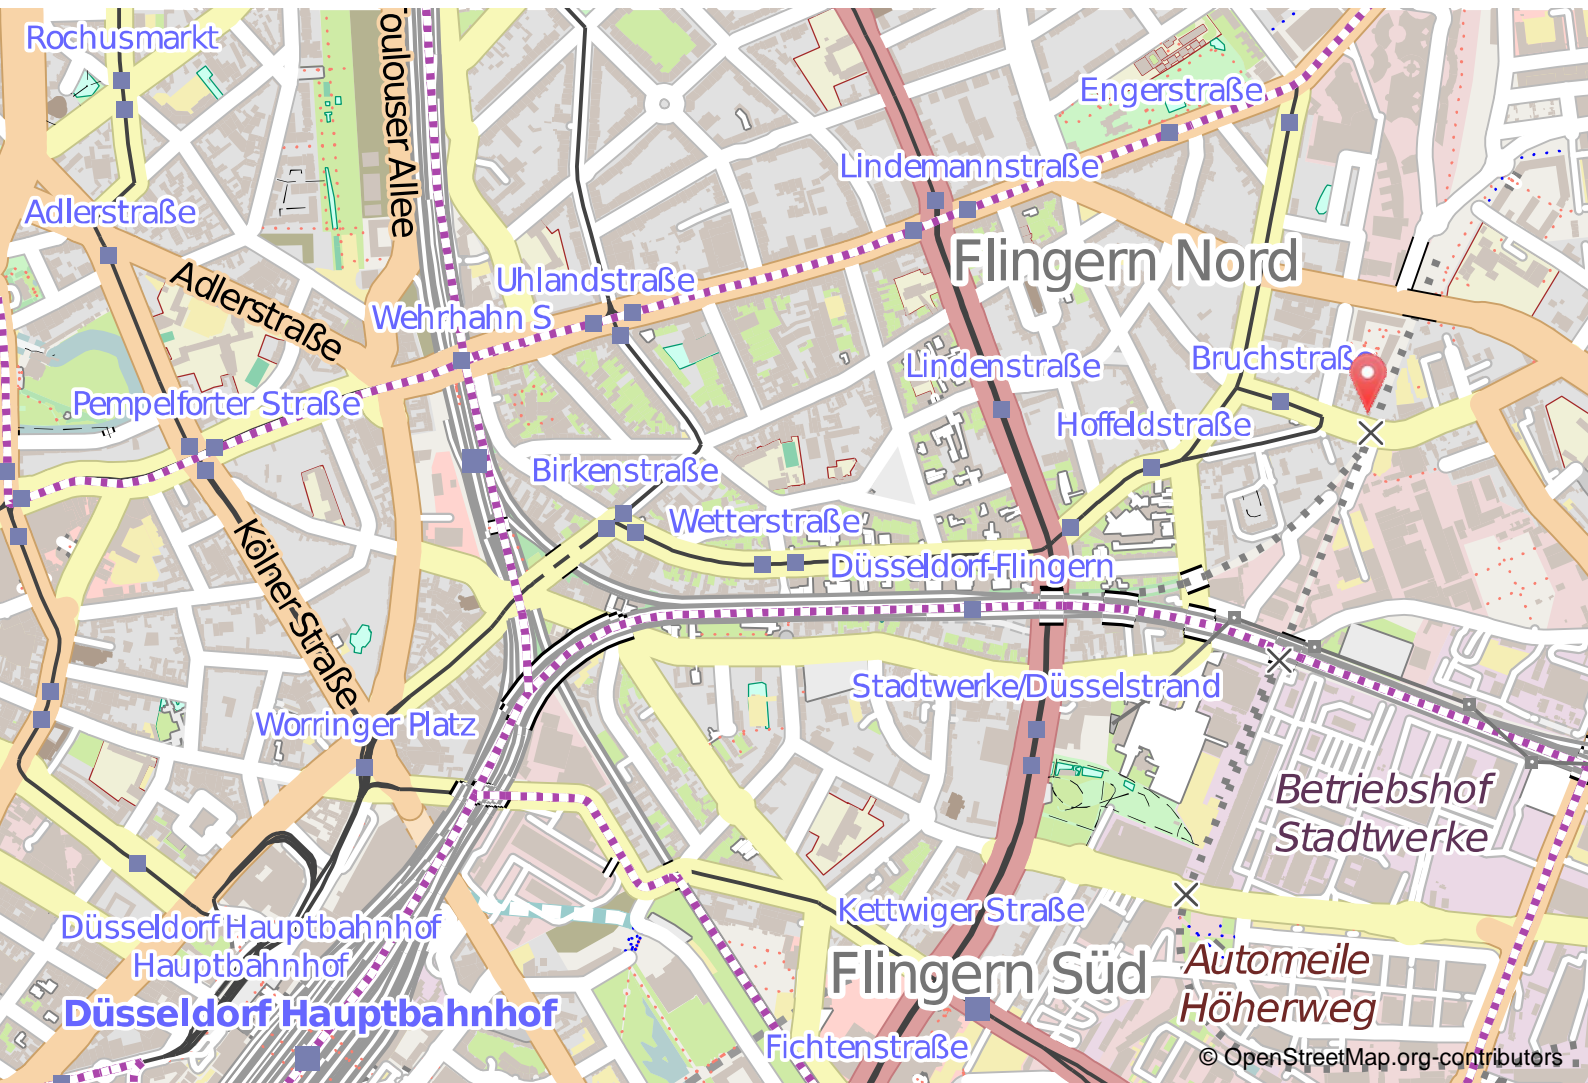 Rochusmarkt
oulouser Allee
Engerstraße
Lindemannstraße
Adlerstraße
Flingern Nord
Adlerstraße
Uhlandstraße
Wehrhahn S
Lindenstraße
Bruchstraß
Pempelforter Straße
Hoffeldstraße
Birkenstraße
Wetterstraße
Kölner-Straße
Düsseldorf-Flingern
Stadtwerke/Düsselstrand
Worringer Platz
Betriebshof
Stadtwerke
Kettwiger Straße
Düsseldorf Hauptbahnhof
Hauptbahnhof
Flingern Süd
Automeile
Höherweg
Düsseldorf Hauptbahnhof
Fichtenstraße
© OpenStreetMap.org-contributors